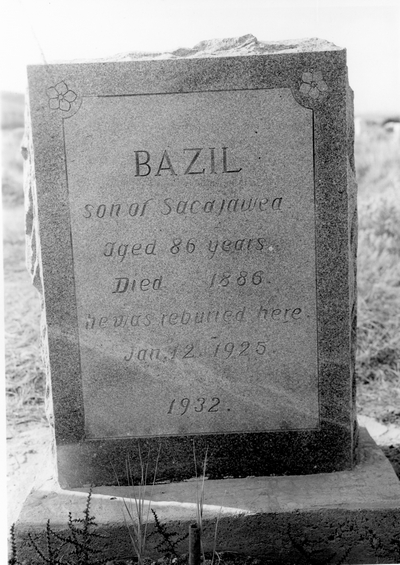 BAZIL
son of Sacajawea.
aged 86 years.
Died 1886.
he was reburied here.
Jan, 12 1925.
1932.